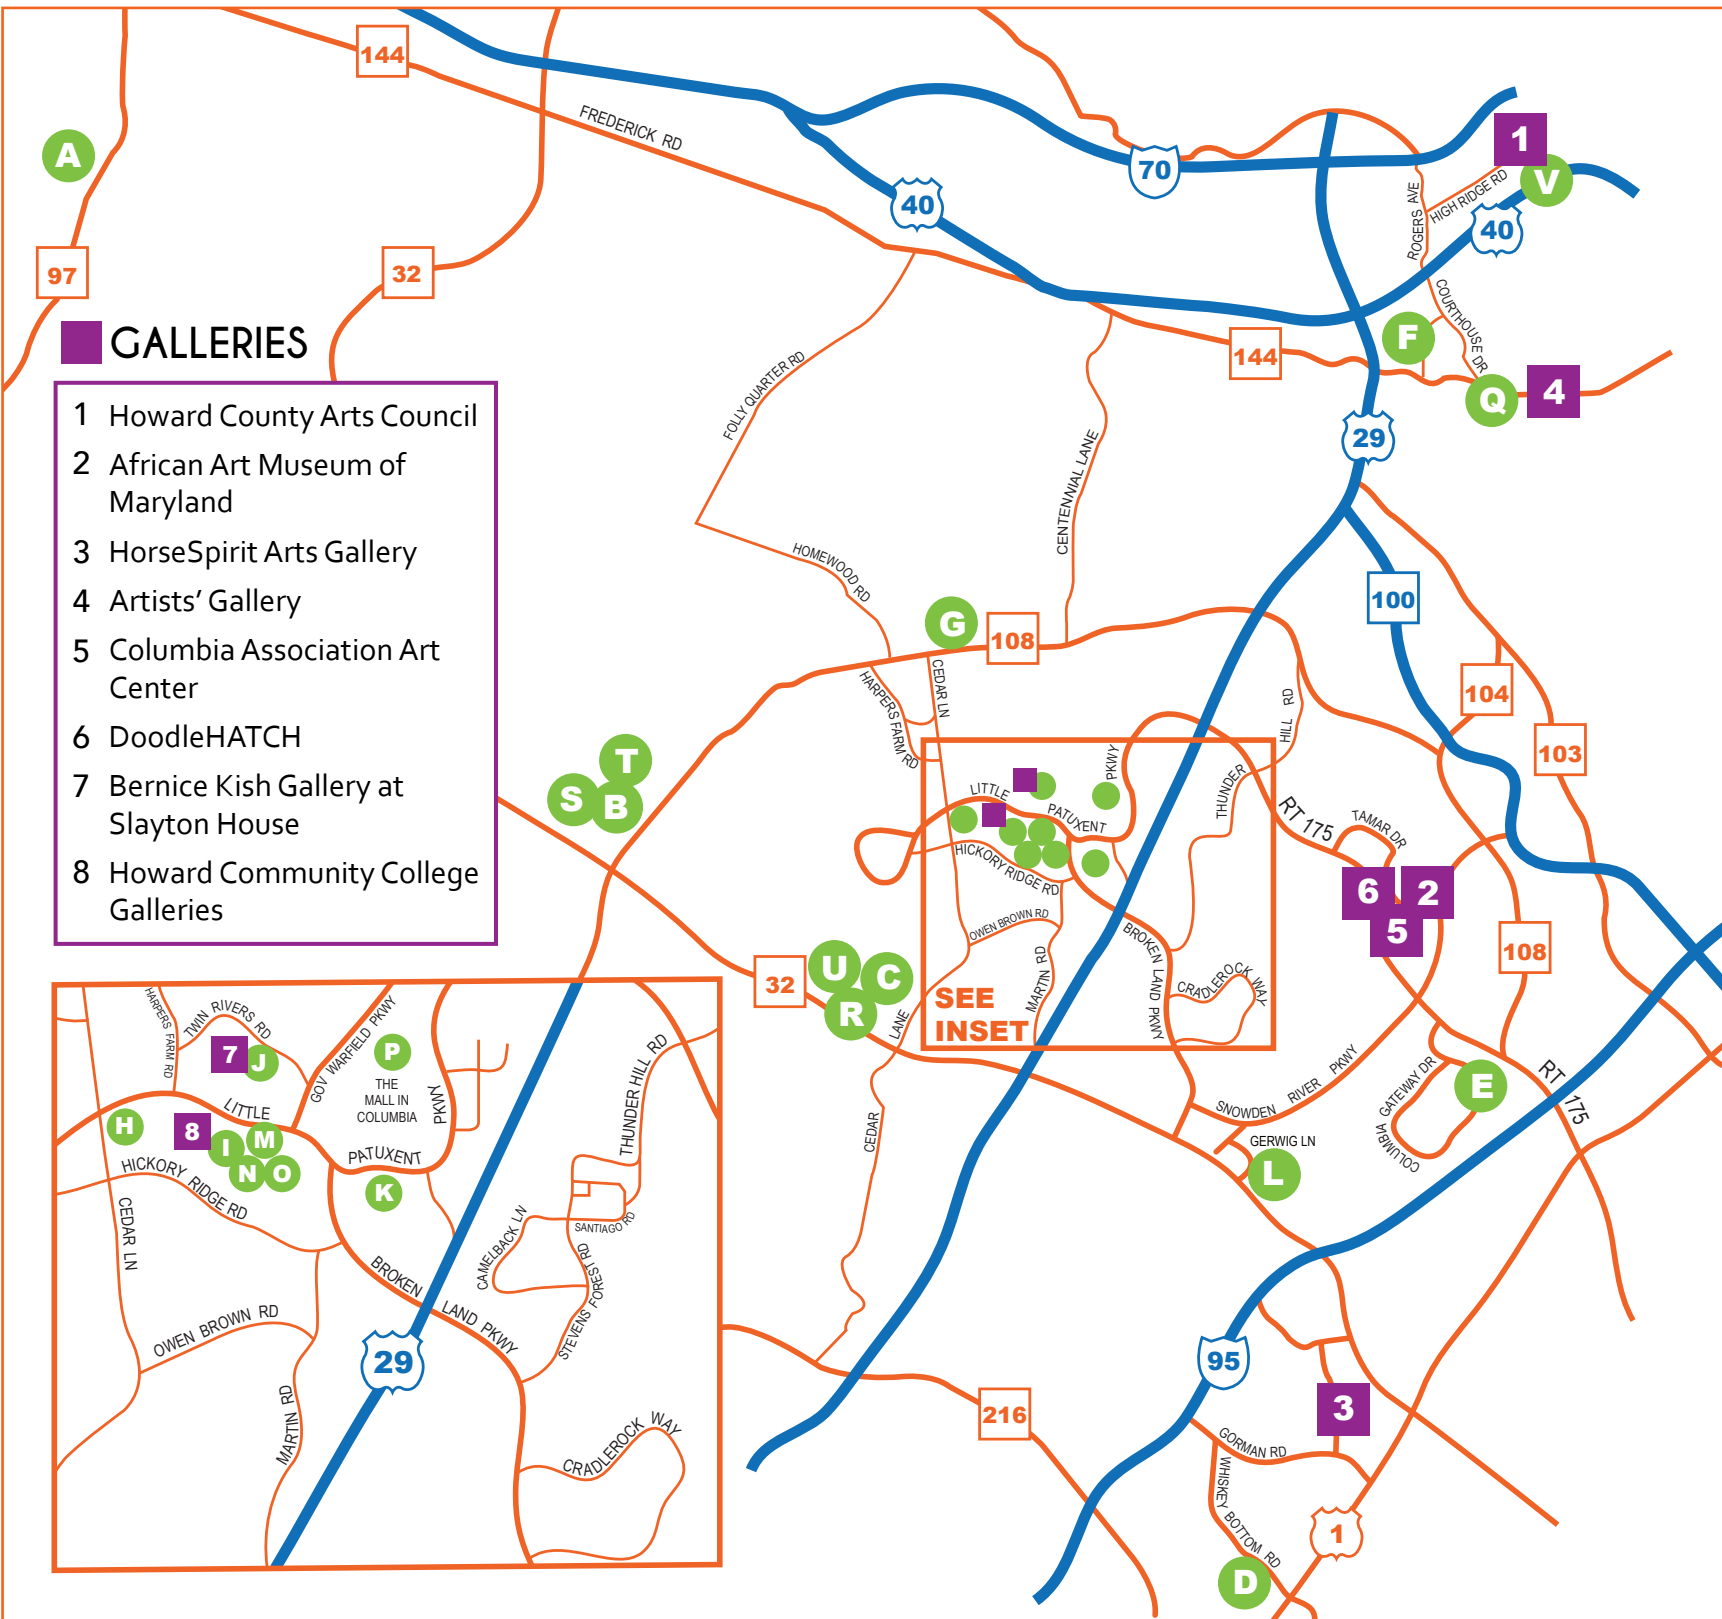 144
FREDERICK RD
A
70
1
V
HIGH RIDGE RD
ROGERS AVE
40
40
97
32
COURTHOUSE DR
F
144
Q
4
29
GALLERIES
1 Howard County Arts Council
2 African Art Museum of
Maryland
3 HorseSpirit Arts Gallery
4 Artists' Gallery
5 Columbia Association Art
Center
6 DoodleHATCH
7 Bernice Kish Gallery at
Slayton House
8 Howard Community College
Galleries
FOLLY QUARTER RD
CENTENNIAL LANE
HOMEWOOD RD
100
G
108
CEDAR LN
HARPERS FARM RD
104
103
THUNDER HILL RD
T
S
B
LITTLE
PATUXENT
PKWY
HICKORY RIDGE RD
OWEN BROWN RD
MARTIN RD
BROKEN LAND PKWY
CRADLEROCK WAY
SEE
INSET
RT 175
TAMAR DR
6
2
5
108
32
U
C
R
CEDAR
LANE
SNOWDEN RIVER PKWY
GERWIG LN
L
COLUMBIA GATEWAY DR
E
RT 175
95
3
216
GORMAN RD
WHISKEY BOTTOM RD
1
D
HARPERS FARM RD
TWIN RIVERS RD
7
J
GOV WARFIELD PKWY
P
THE
MALL IN
COLUMBIA
PKWY
THUNDER HILL RD
LITTLE
PATUXENT
H
8
I
M
N
O
K
HICKORY RIDGE RD
CEDAR LN
SANTIAGO RD
CAMELBACK LN
STEVENS FOREST RD
BROKEN LAND PKWY
OWEN BROWN RD
29
MARTIN RD
CRADLEROCK WAY